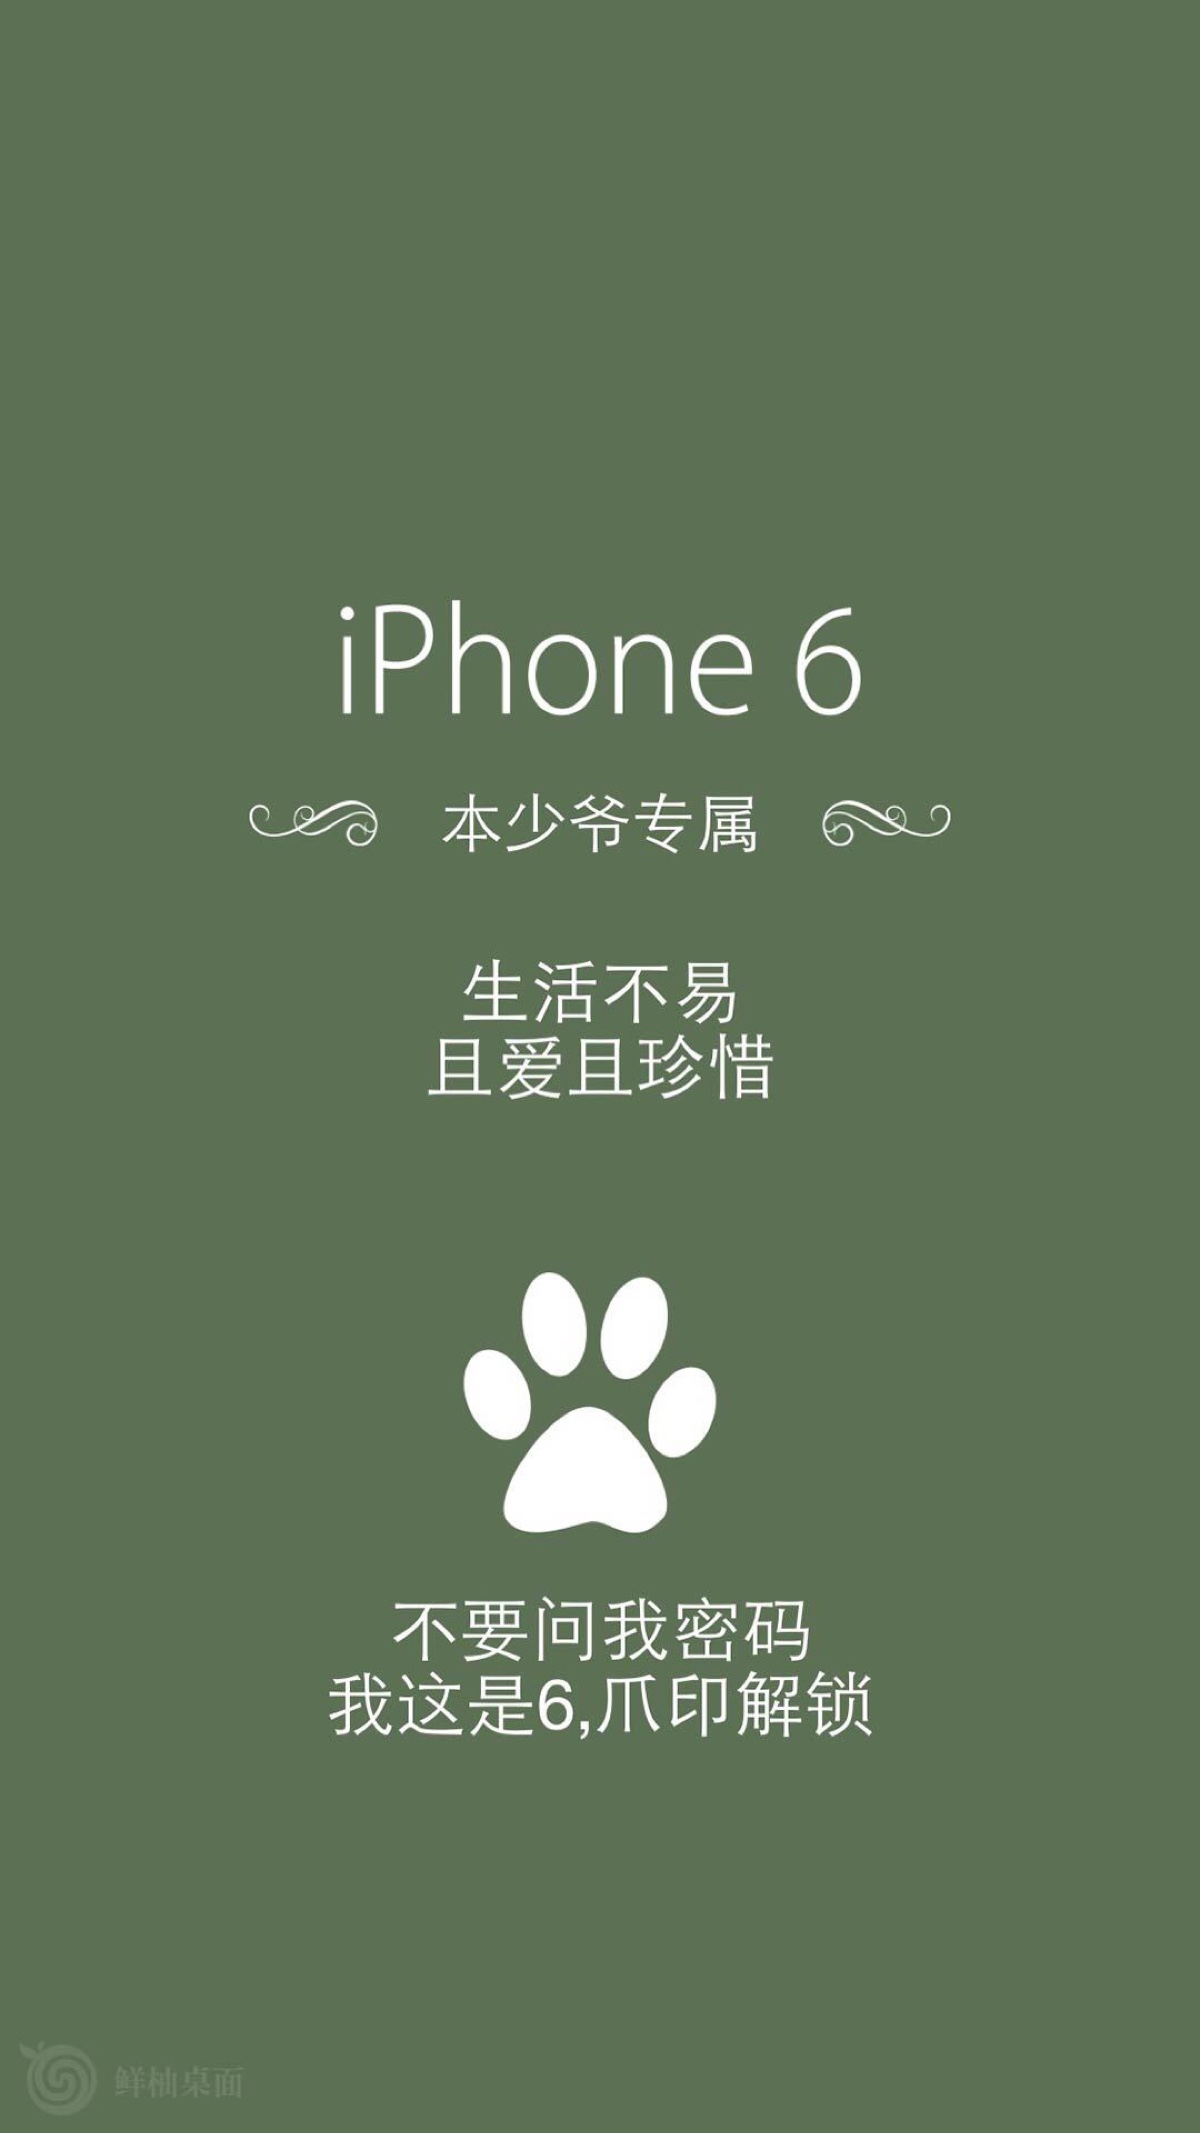 iPhone 6
本少爷专属
生活不易
且爱且珍惜
不要问我密码
我这是6,爪印解锁
鲜柚桌面